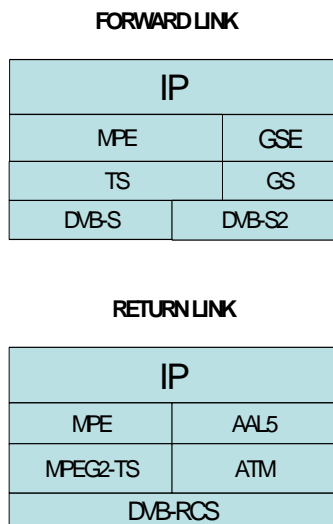 FORWARD LINK
IP
MPE GSE
TS GS
DVB-S DVB-S2
RETURN LINK
IP
MPE AAL5
MPEG2-TS ATM
DVB-RCS